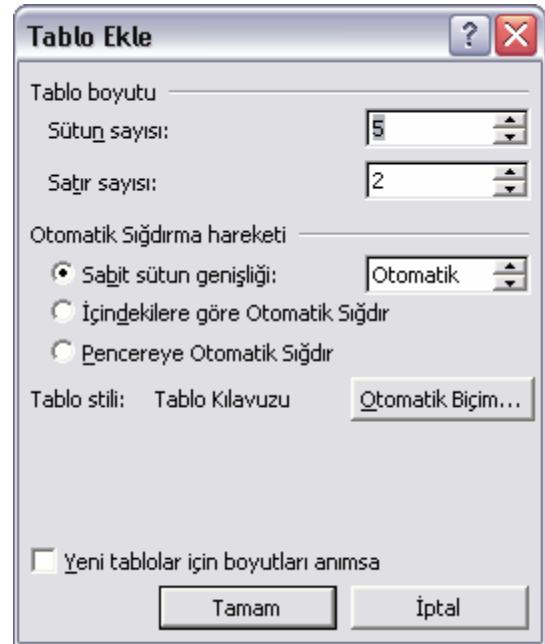 Tablo Ekle
Tablo boyutu
Sütun sayısı: 5
Satır sayısı: 2
Otomatik Sığdırma hareketi
Sabit sütun genişliği: Otomatik
İçindekilere göre Otomatik Sığdır
Pencereye Otomatik Sığdır
Tablo stili: Tablo Kılavuzu Otomatik Biçim...
Yeni tablolar için boyutları anımsa
Tamam İptal